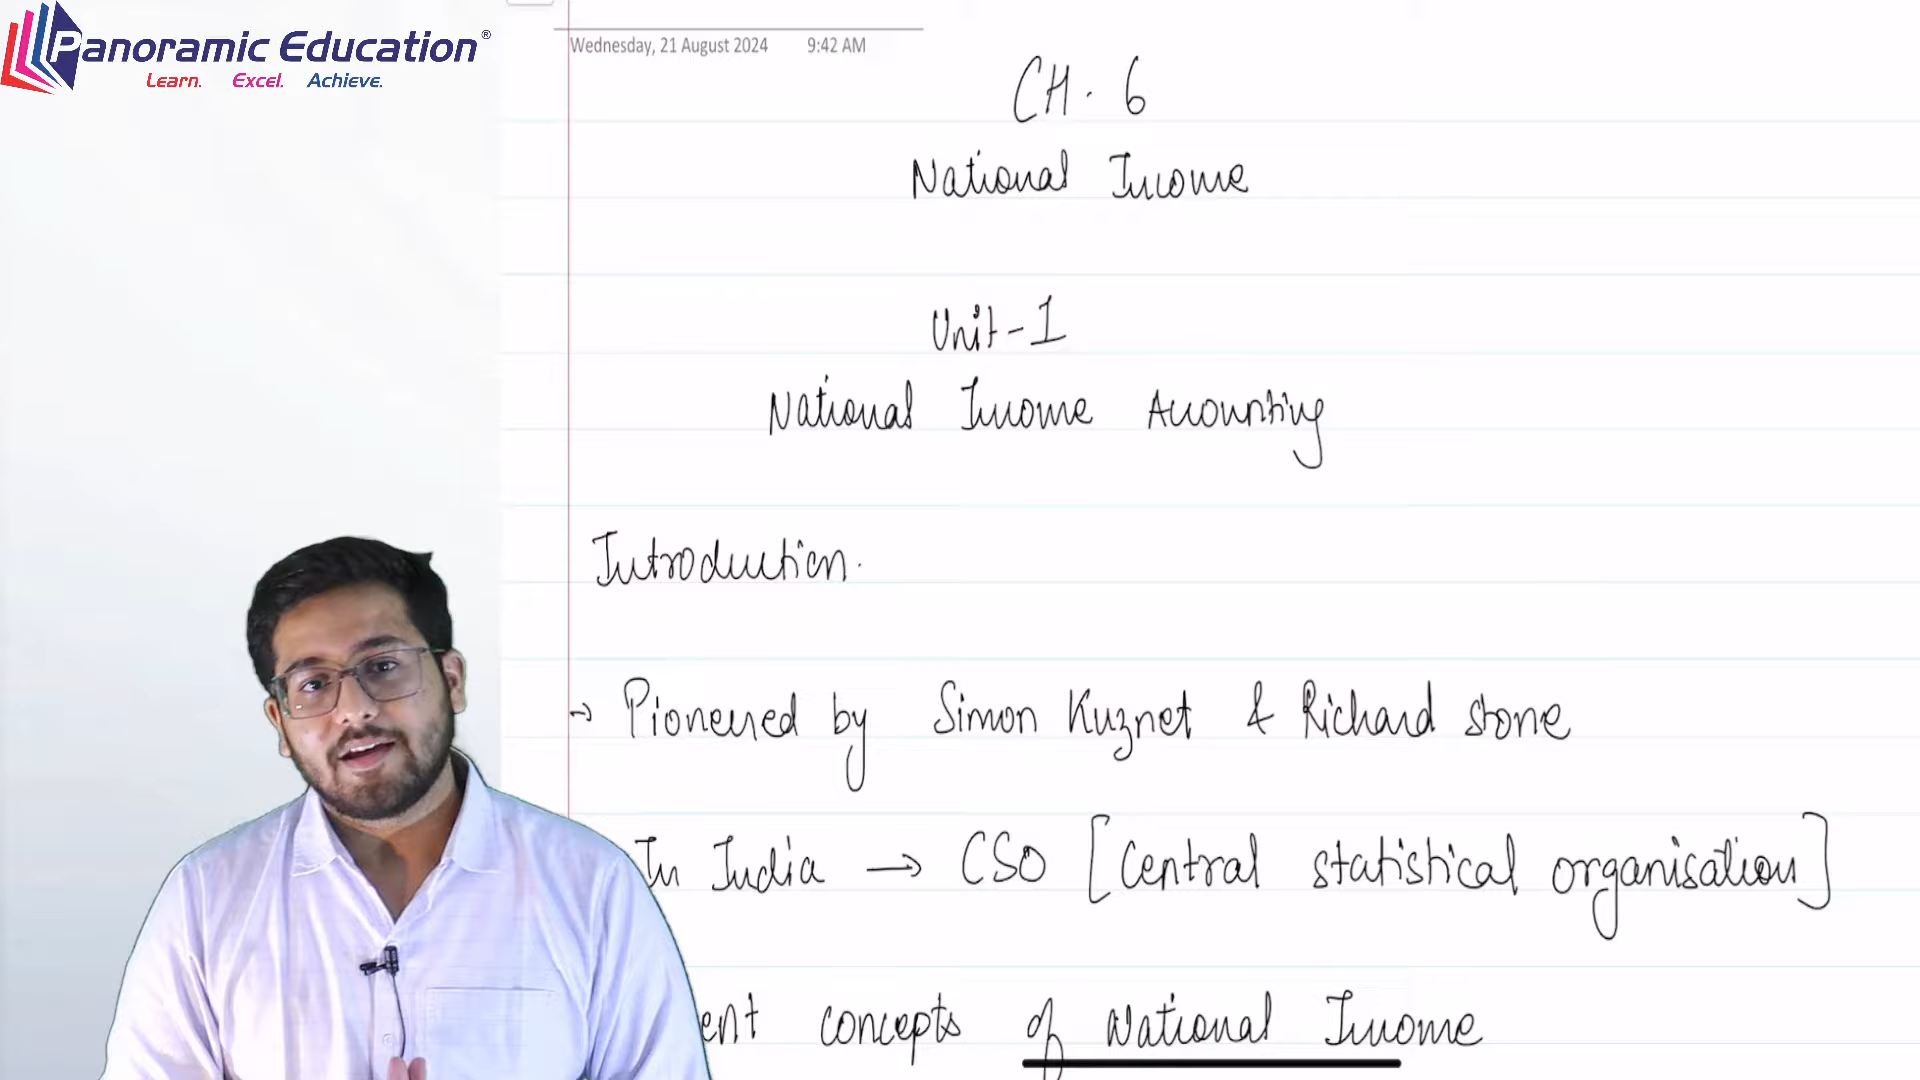 Panoramic Education®
Learn. Excel. Achieve.
Wednesday, 21 August 2024 9:42 AM
CH. 6
National Income
Unit-1
National Income Accounting
Introduction.
→ Pioneered by Simon Kuznet & Richard stone
In India → CSO [Central statistical organisation]
ent concepts of National Income